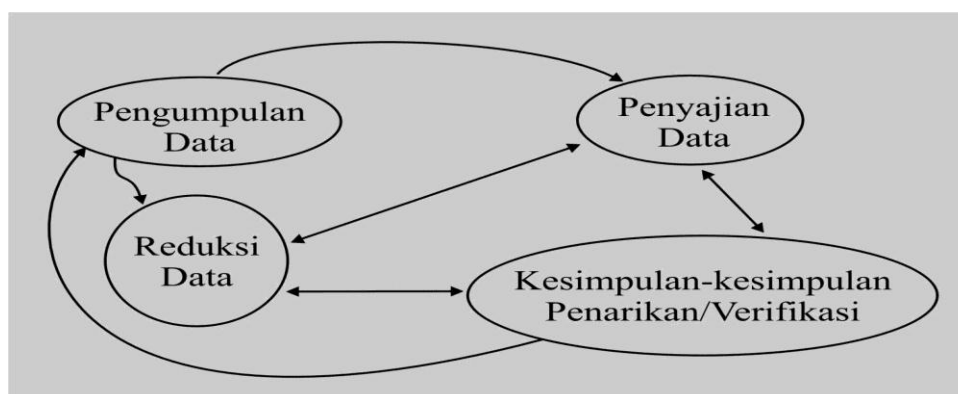 Pengumpulan
Data
Penyajian
Data
Reduksi
Data
Kesimpulan-kesimpulan
Penarikan/Verifikasi